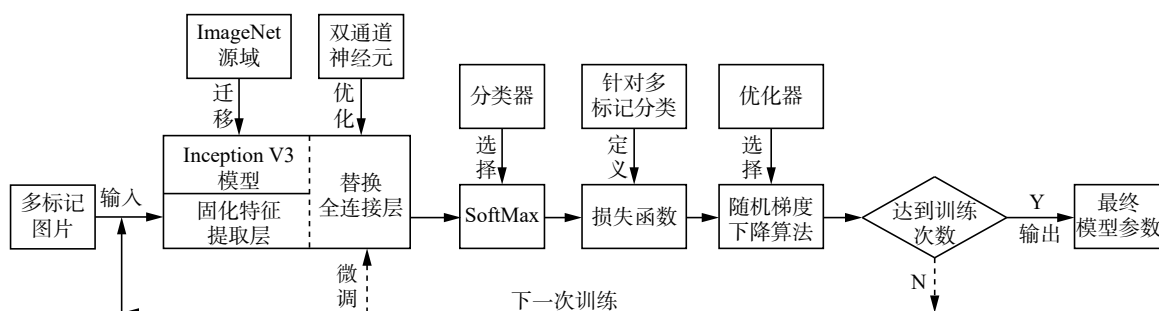 ImageNet
源域
双通道
神经元
迁移
优化
分类器
针对多
标记分类
优化器
选择
定义
选择
多标记
图片
输入
Inception V3
模型
固化特征
提取层
替换
全连接层
SoftMax
损失函数
随机梯度
下降算法
达到训练
次数
Y
输出
最终
模型参数
微调
下一次训练
N